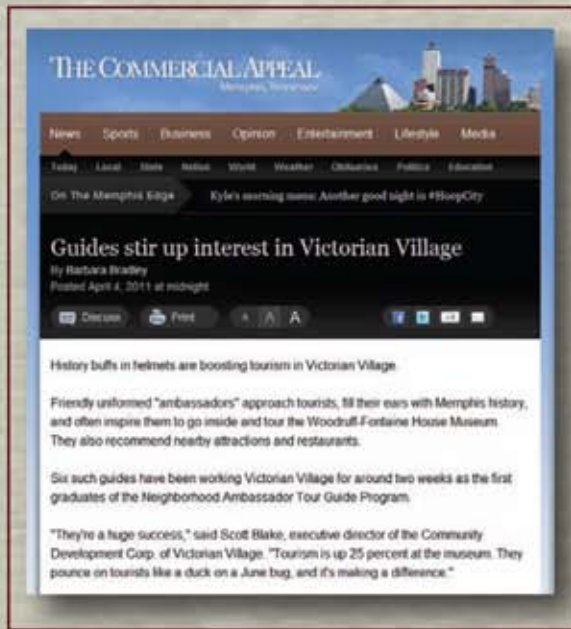 THE COMMERCIAL APPEAL
Memphis, Tennessee
News Sports Business Opinion Entertainment Lifestyle Media
Today Local State Nation World Weather Obituaries Politics Education
On The Memphis Edge Kyle's morning menu: Another good night in #HoopCity
Guides stir up interest in Victorian Village
By Barbara Bradley
Posted April 4, 2011 at midnight
Discuss Print A A A
History buffs in helmets are boosting tourism in Victorian Village.
Friendly uniformed "ambassadors" approach tourists, fill their ears with Memphis history,
and often inspire them to go inside and tour the Woodruff-Fontaine House Museum.
They also recommend nearby attractions and restaurants.
Six such guides have been working Victorian Village for around two weeks as the first
graduates of the Neighborhood Ambassador Tour Guide Program.
"They're a huge success," said Scott Blake, executive director of the Community
Development Corp. of Victorian Village. "Tourism is up 25 percent at the museum. They
pounce on tourists like a duck on a June bug, and it's making a difference."